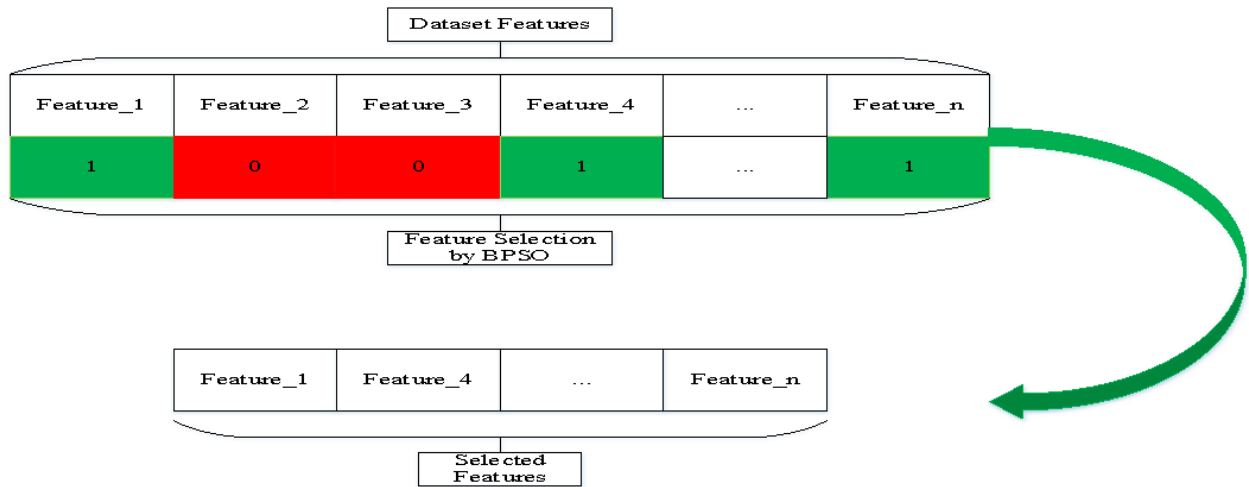 Dataset Features
Feature_1 Feature_2 Feature_3 Feature_4 ... Feature_n
1 0 0 1 ... 1
Feature Selection
by BPSO
Feature_1 Feature_4 ... Feature_n
Selected
Features